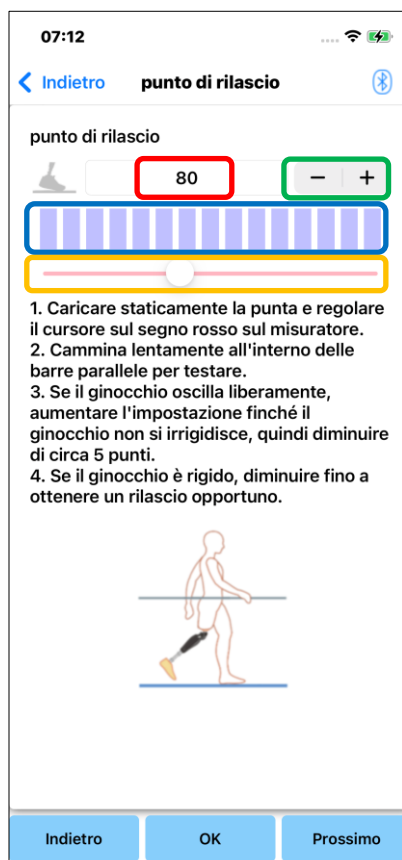 07:12
Indietro punto di rilascio
punto di rilascio
80 − +
1. Caricare staticamente la punta e regolare
il cursore sul segno rosso sul misuratore.
2. Cammina lentamente all'interno delle
barre parallele per testare.
3. Se il ginocchio oscilla liberamente,
aumentare l'impostazione finché il
ginocchio non si irrigidisce, quindi diminuire
di circa 5 punti.
4. Se il ginocchio è rigido, diminuire fino a
ottenere un rilascio opportuno.
Indietro OK Prossimo